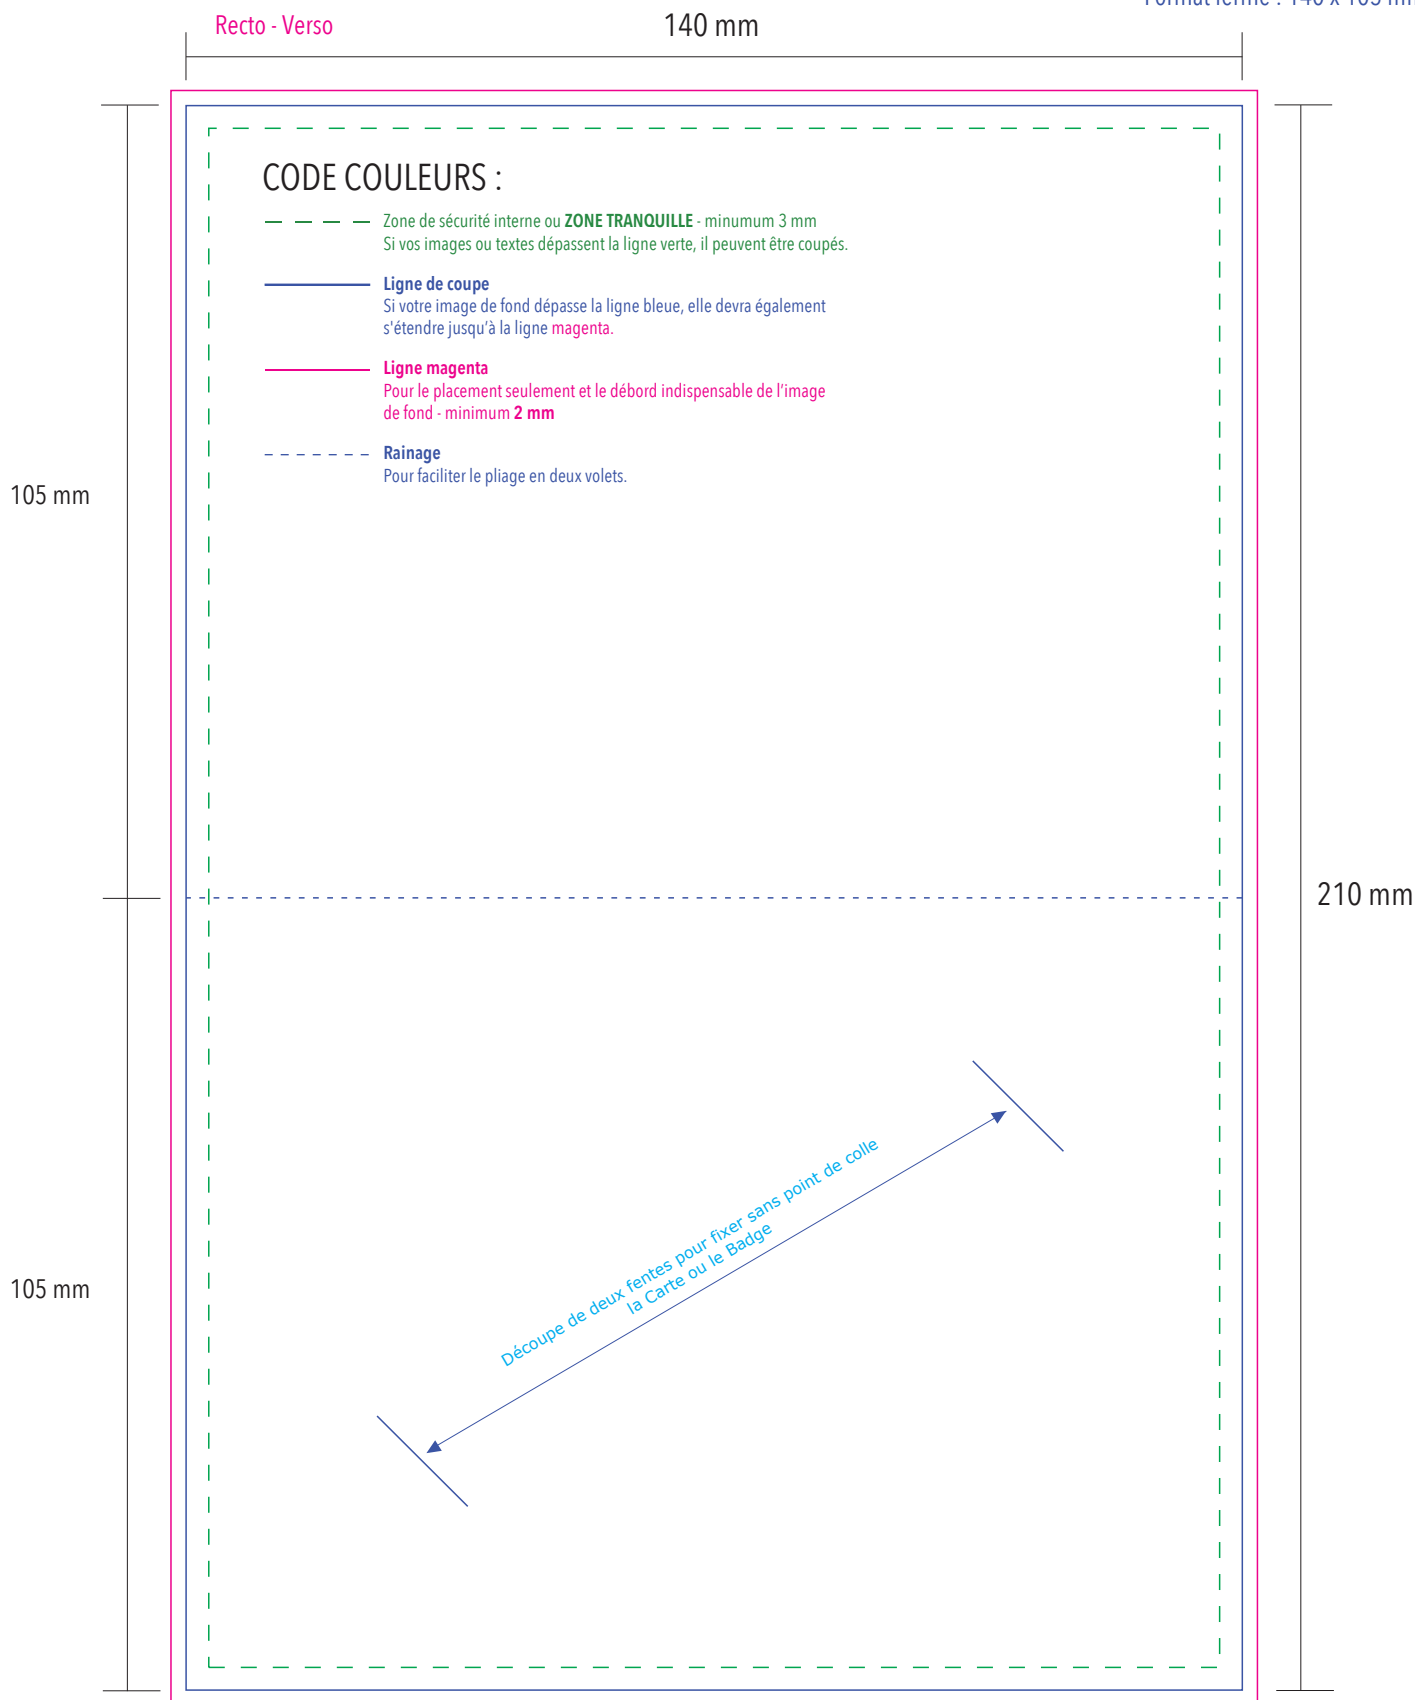 Format fermé : 140 x 105 mm
Recto - Verso
140 mm
CODE COULEURS :
Zone de sécurité interne ou ZONE TRANQUILLE - minumum 3 mm
Si vos images ou textes dépassent la ligne verte, il peuvent être coupés.
Ligne de coupe
Si votre image de fond dépasse la ligne bleue, elle devra également
s'étendre jusqu'à la ligne magenta.
Ligne magenta
Pour le placement seulement et le débord indispensable de l'image
de fond - minimum 2 mm
Rainage
Pour faciliter le pliage en deux volets.
105 mm
210 mm
Découpe de deux fentes pour fixer sans point de colle
la Carte ou le Badge
105 mm